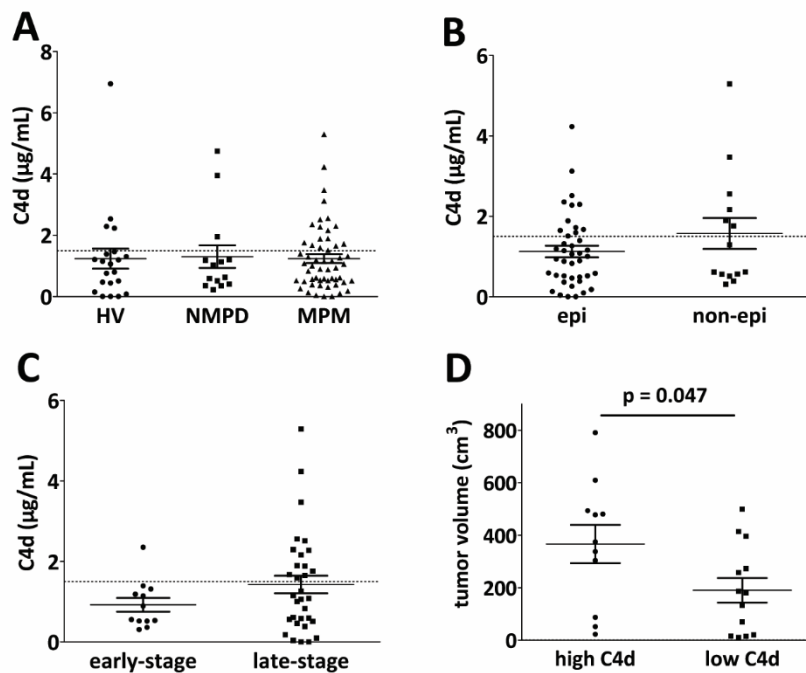 A
C4d (µg/mL)
8
6
4
2
0
HV NMPD MPM
B
C4d (µg/mL)
6
4
2
0
epi non-epi
C
C4d (µg/mL)
6
4
2
0
early-stage late-stage
D
p = 0.047
tumor volume (cm³)
800
600
400
200
0
high C4d low C4d